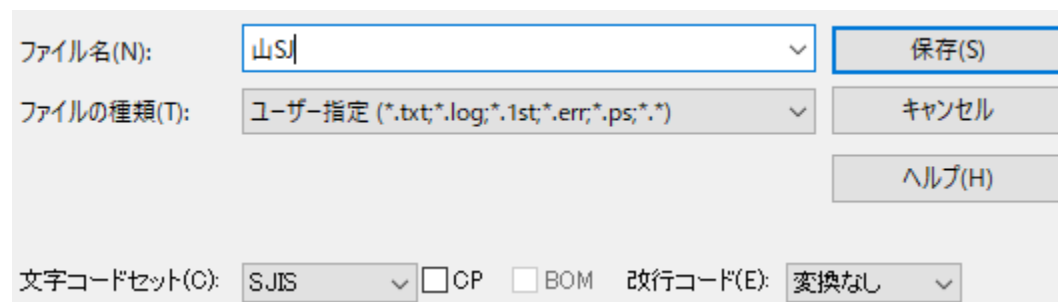 ファイル名(N): 山SJ 保存(S)
ファイルの種類(T): ユーザー指定 (*.txt;*.log;*.1st;*.err;*.ps;*.*) キャンセル
ヘルプ(H)
文字コードセット(C): SJIS CP BOM 改行コード(E): 変換なし